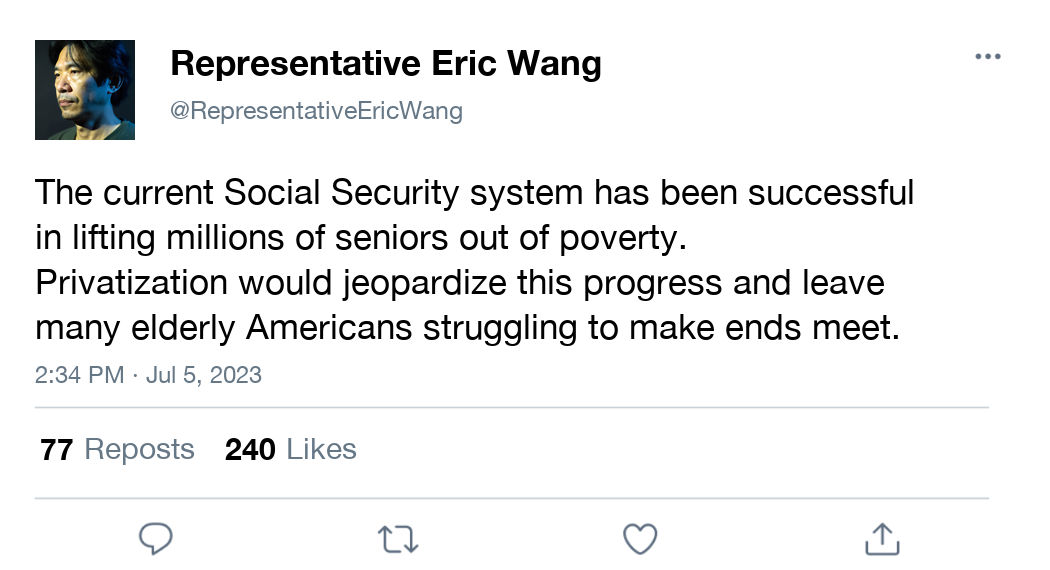 Representative Eric Wang
@RepresentativeEricWang
The current Social Security system has been successful
in lifting millions of seniors out of poverty.
Privatization would jeopardize this progress and leave
many elderly Americans struggling to make ends meet.
2:34 PM · Jul 5, 2023
77 Reposts 240 Likes